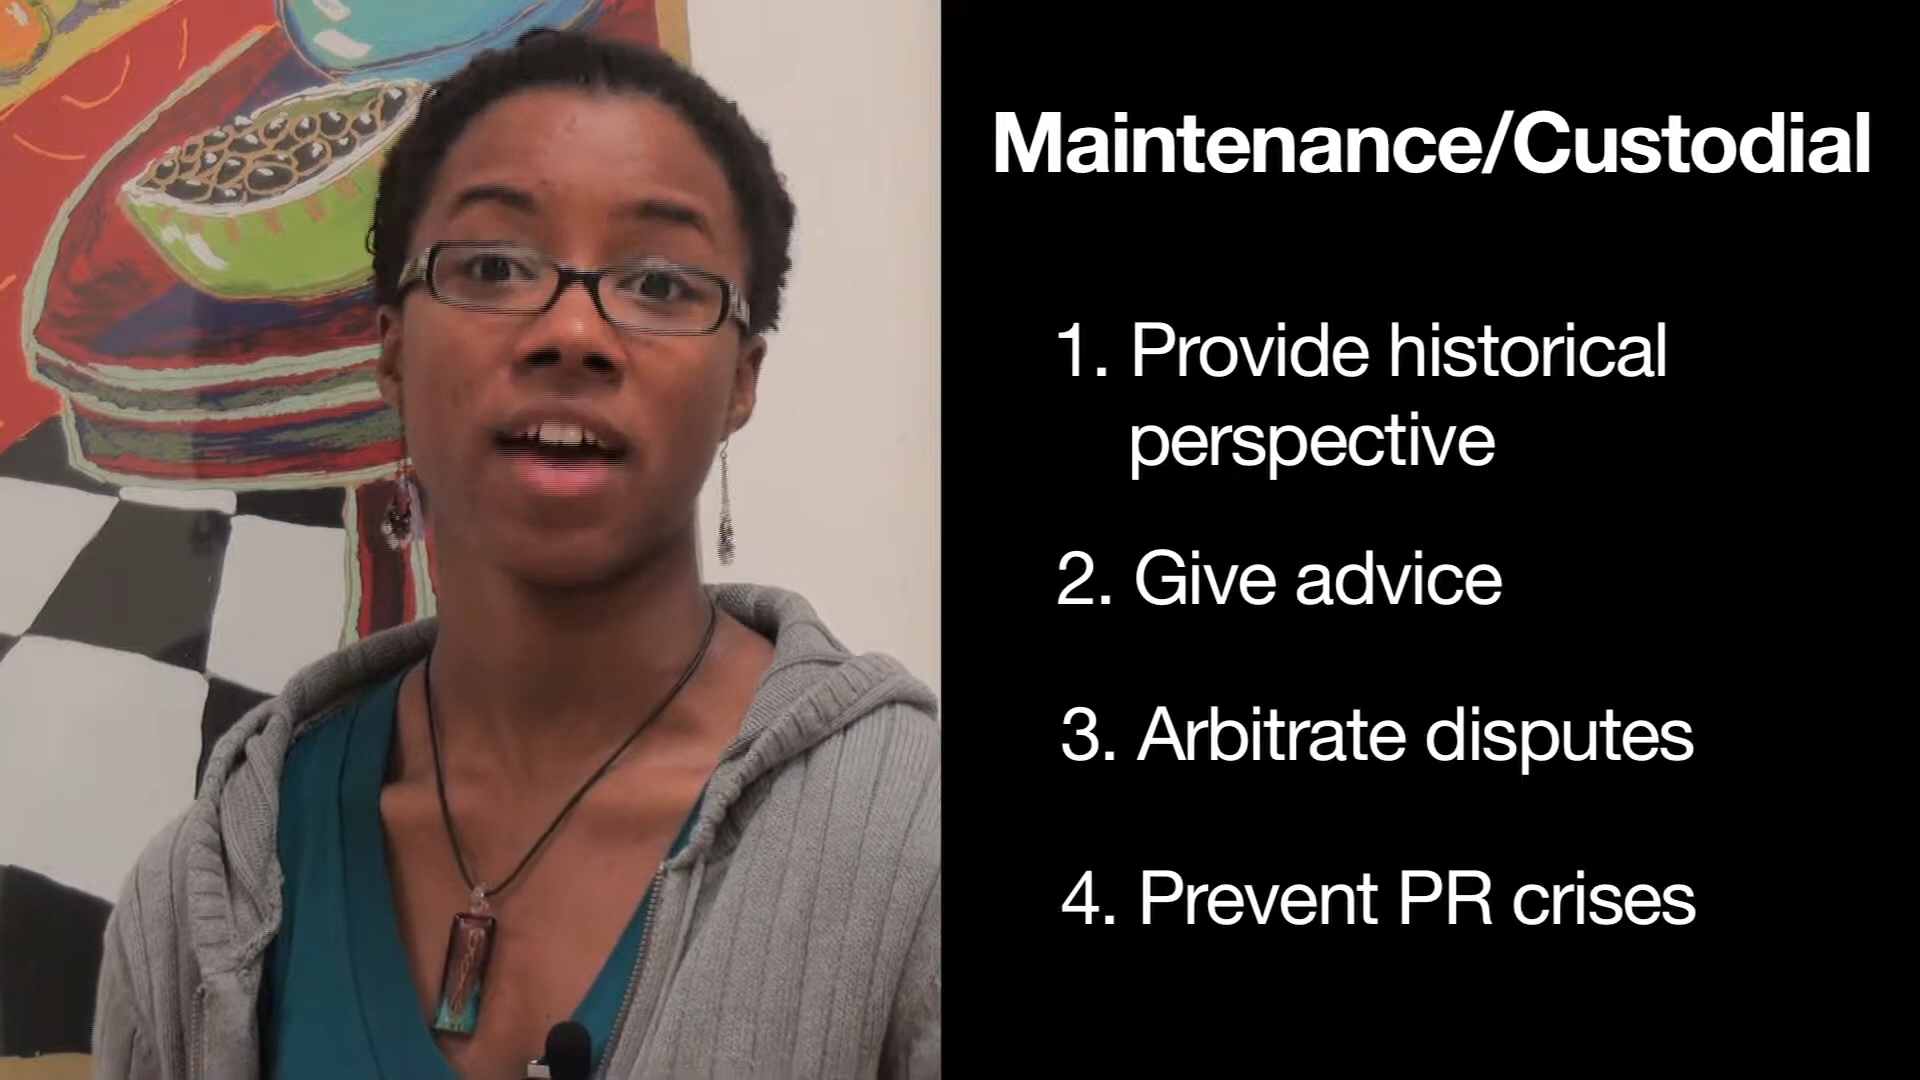 Maintenance/Custodial
1. Provide historical
perspective
2. Give advice
3. Arbitrate disputes
4. Prevent PR crises